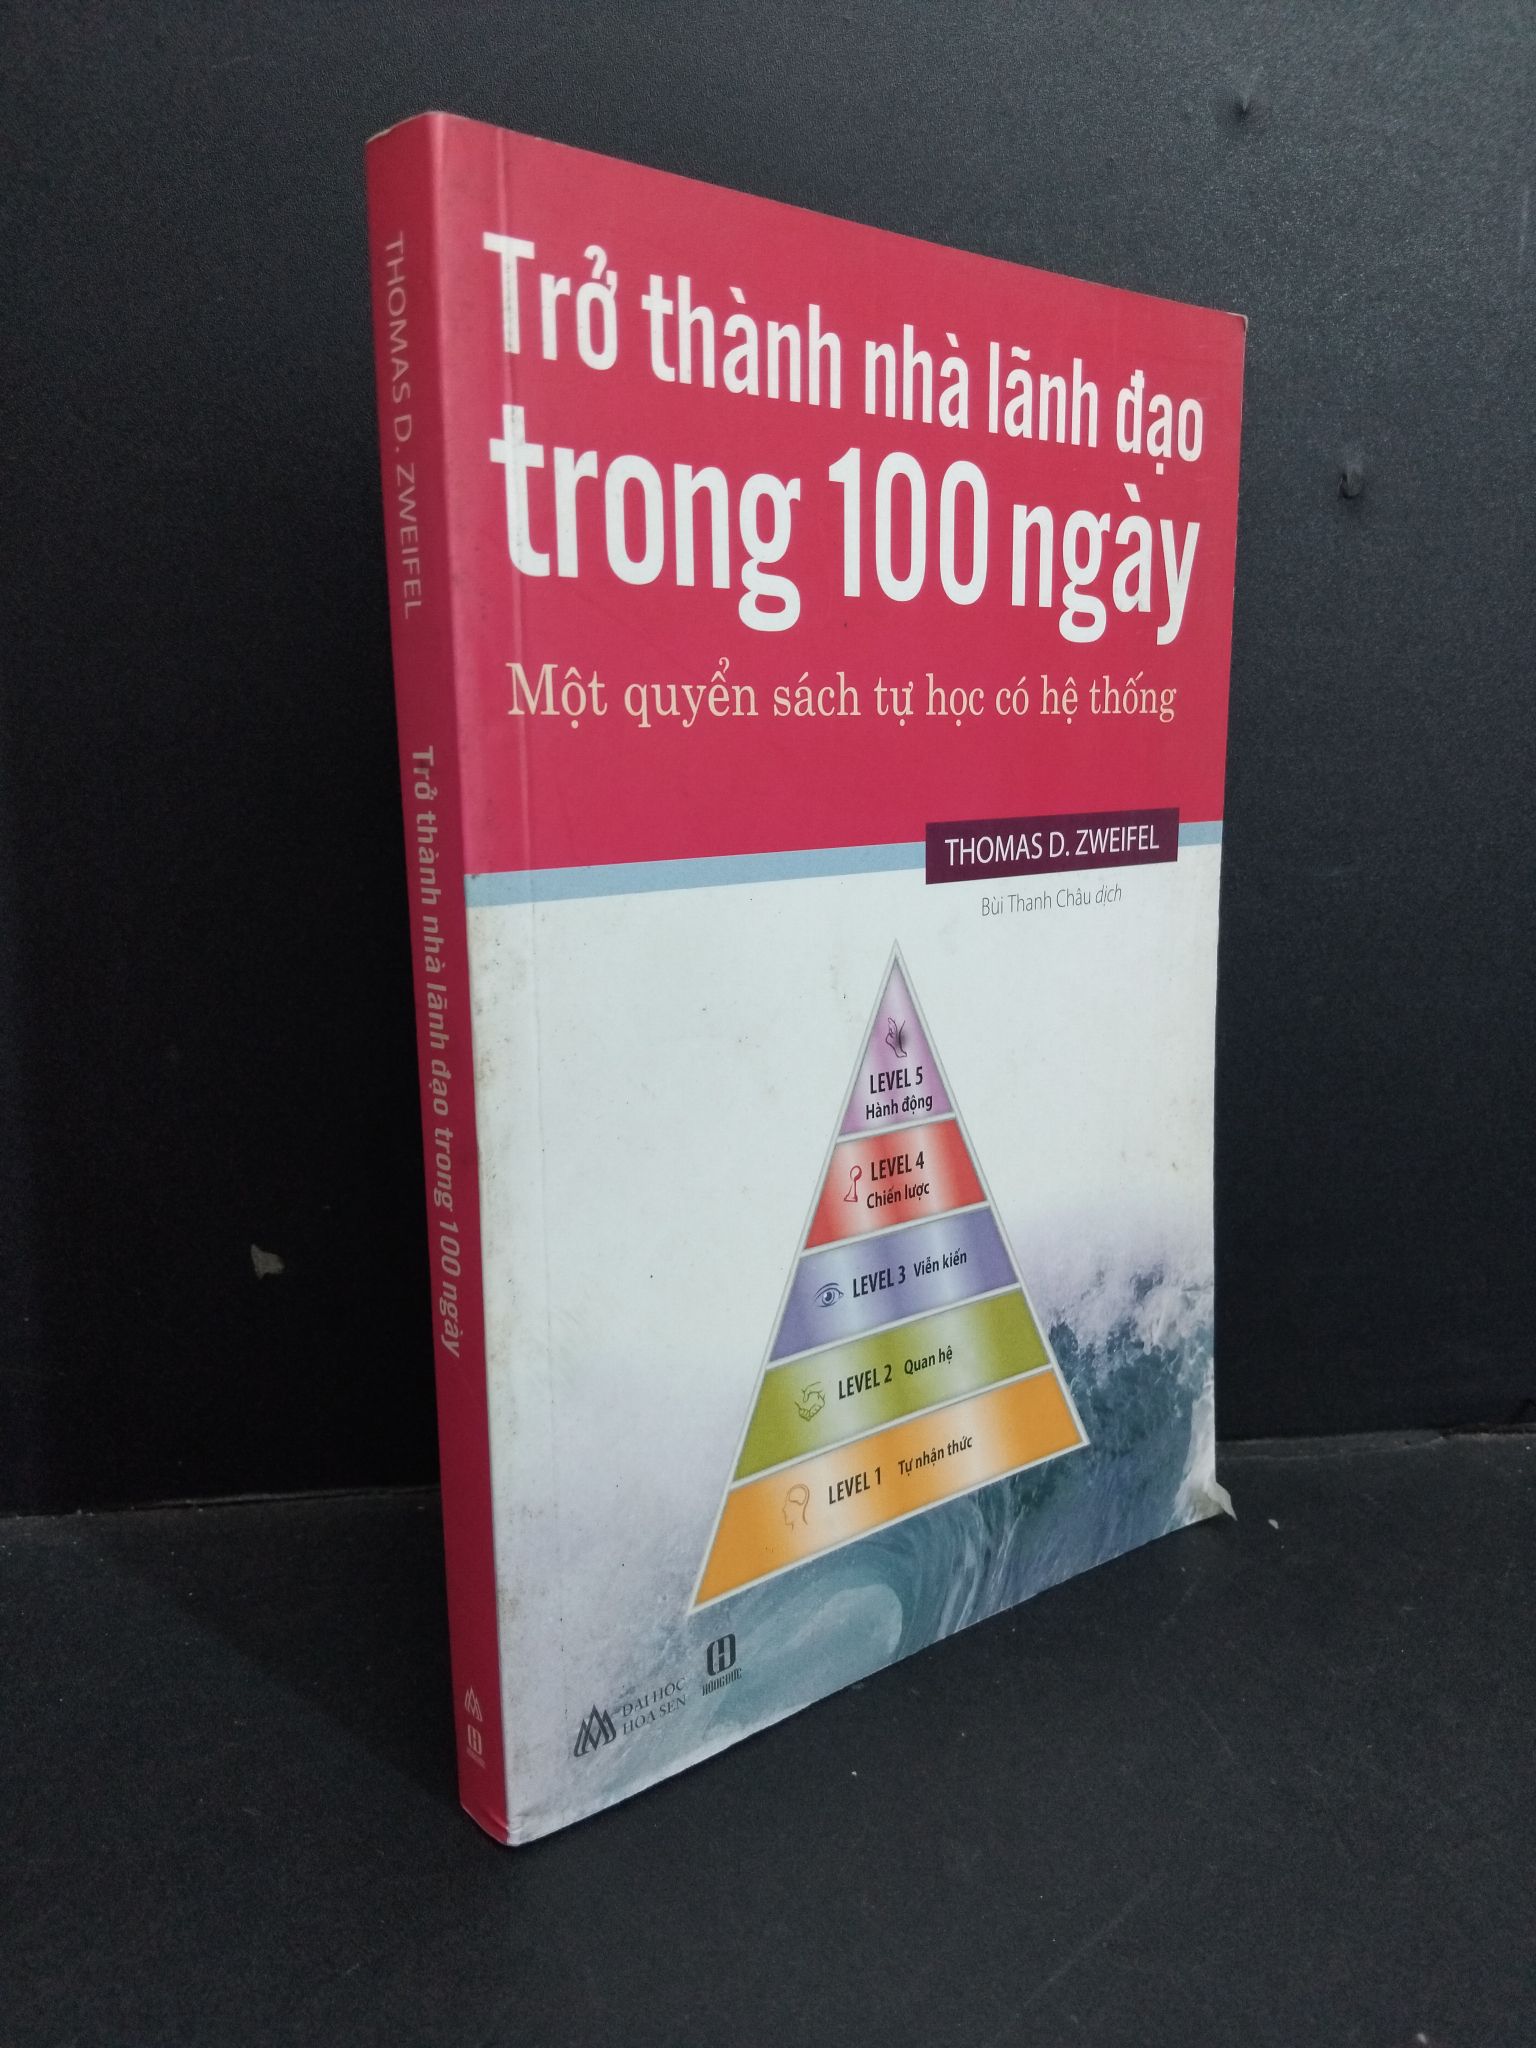 Trở thành nhà lãnh đạo
trong 100 ngày
Một quyển sách tự học có hệ thống
THOMAS D. ZWEIFEL
Bùi Thanh Châu dịch
LEVEL 5
Hành động
LEVEL 4
Chiến lược
LEVEL 3 Viễn kiến
LEVEL 2 Quan hệ
LEVEL 1 Tự nhận thức
ĐẠI HỌC
HOA SEN
HỒNG ĐỨC
THOMAS D. ZWEIFEL Trở thành nhà lãnh đạo trong 100 ngày